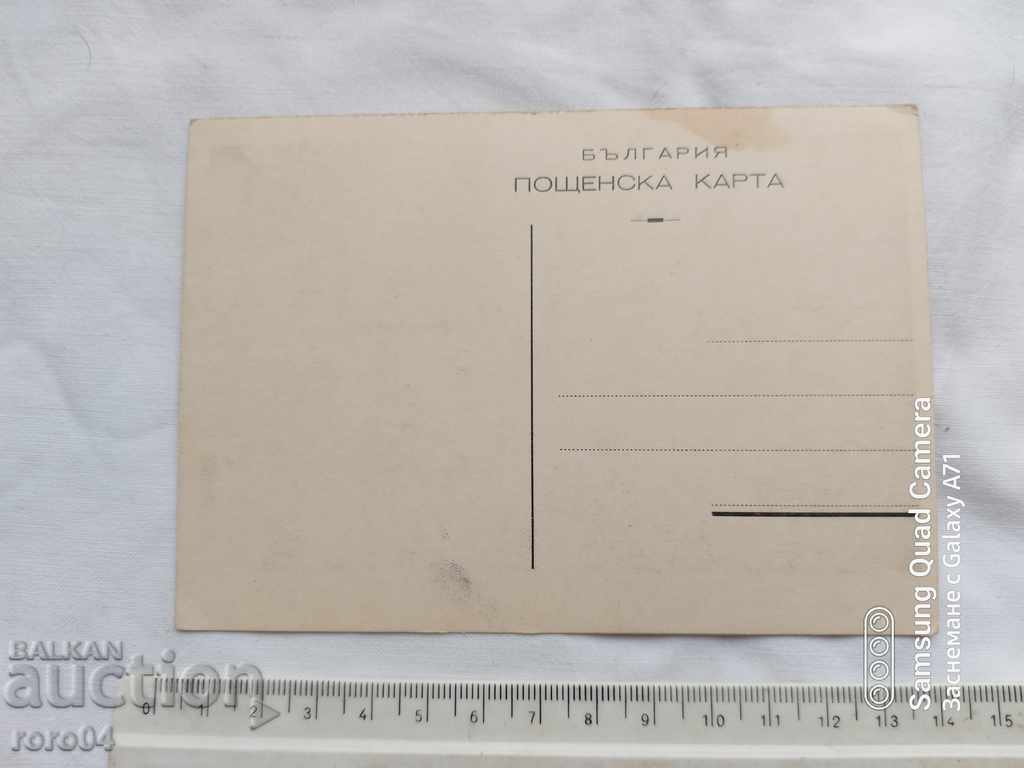 БЪЛГАРИЯ
ПОЩЕНСКА КАРТА
Samsung Quad Camera
Заснемане с Galaxy A71
BALKAN
auction
roro04
0 1 2 3 4 5 6 7 8 9 10 11 12 13 14 15